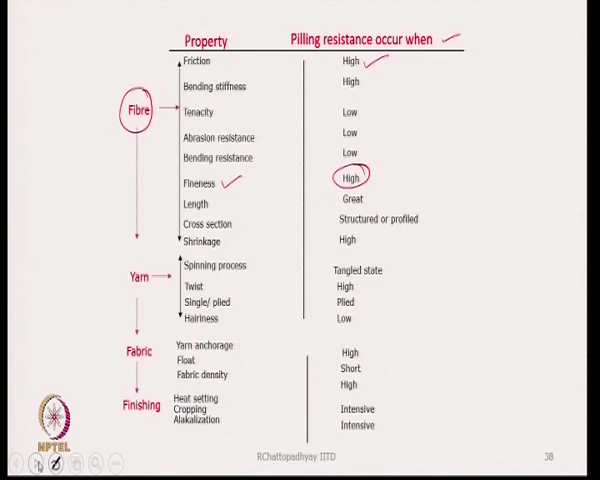 Property Pilling resistance occur when
Friction High
Bending stiffness High
Fibre
Tenacity Low
Abrasion resistance Low
Bending resistance Low
Fineness High
Length Great
Cross section Structured or profiled
Shrinkage High
Spinning process Tangled state
Yarn
Twist High
Single/ plied Plied
Hairiness Low
Fabric
Yarn anchorage High
Float Short
Fabric density High
Finishing
Heat setting
Cropping Intensive
Alakalization Intensive
NPTEL
RChattopadhyay IITD 38